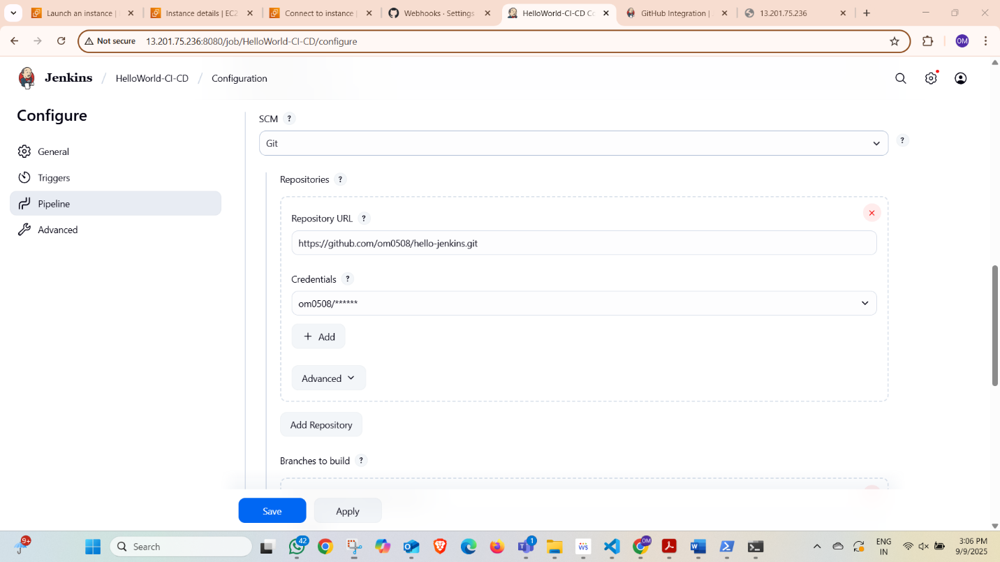 Launch an instance |
Instance details | EC2
Connect to instance |
Webhooks · Settings
HelloWorld-CI-CD Co
GitHub Integration |
13.201.75.236
Not secure
13.201.75.236:8080/job/HelloWorld-CI-CD/configure
OM
Jenkins / HelloWorld-CI-CD / Configuration
Configure
General
Triggers
Pipeline
Advanced
SCM ?
Git
?
Repositories ?
Repository URL ?
https://github.com/om0508/hello-jenkins.git
Credentials ?
om0508/******
+ Add
Advanced
Add Repository
Branches to build ?
Save
Apply
9+
Search
42
WS
1
OM
ENG
IN
3:06 PM
9/9/2025